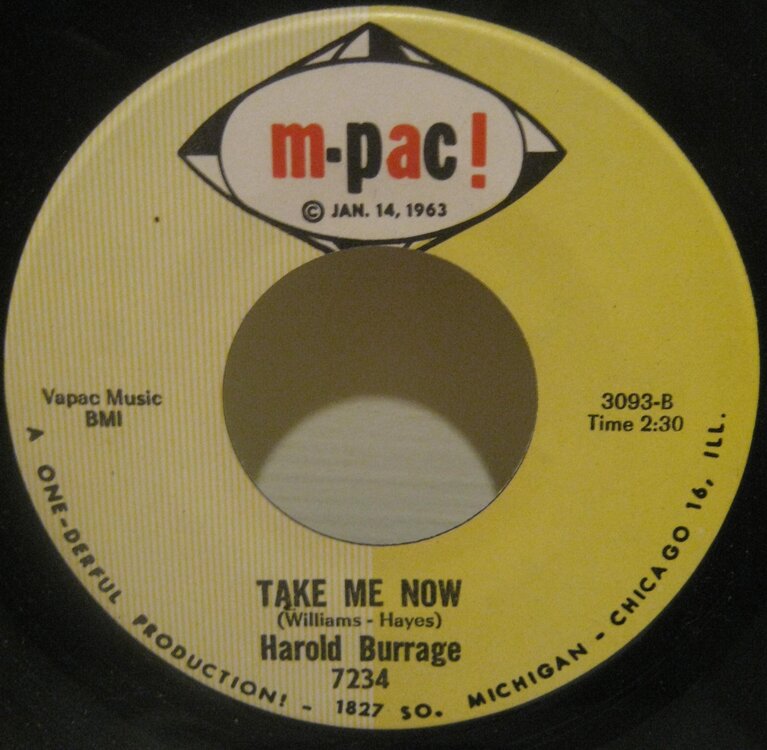 m-pac!
© JAN. 14, 1963
Vapac Music
BMI
3093-B
Time 2:30
TAKE ME NOW
(Williams - Hayes)
Harold Burrage
7234
A ONE-DERFUL PRODUCTION! - 1827 SO. MICHIGAN - CHICAGO 16, ILL.